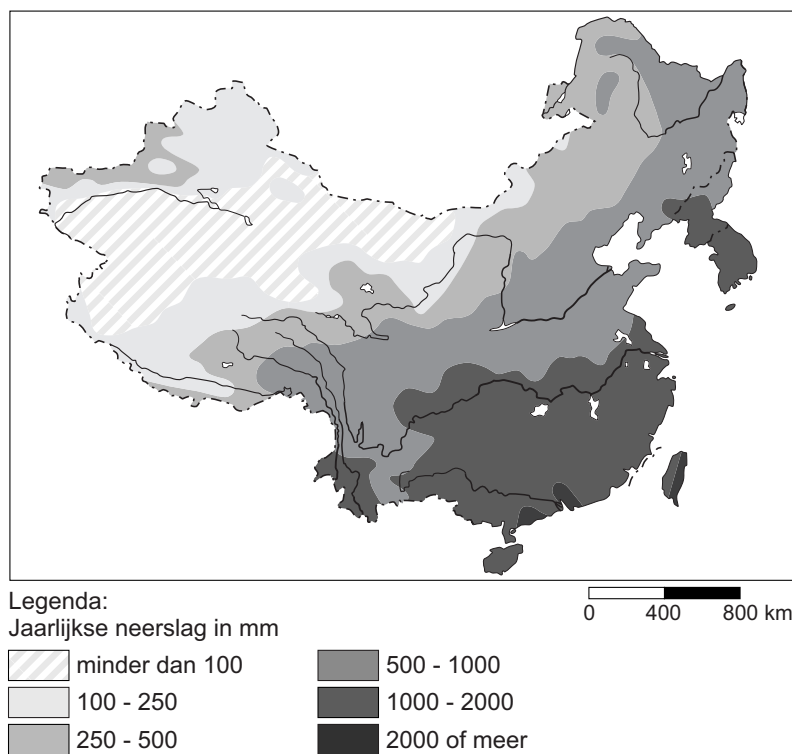 Legenda:
Jaarlijkse neerslag in mm
minder dan 100
100 - 250
250 - 500
500 - 1000
1000 - 2000
2000 of meer
0 400 800 km